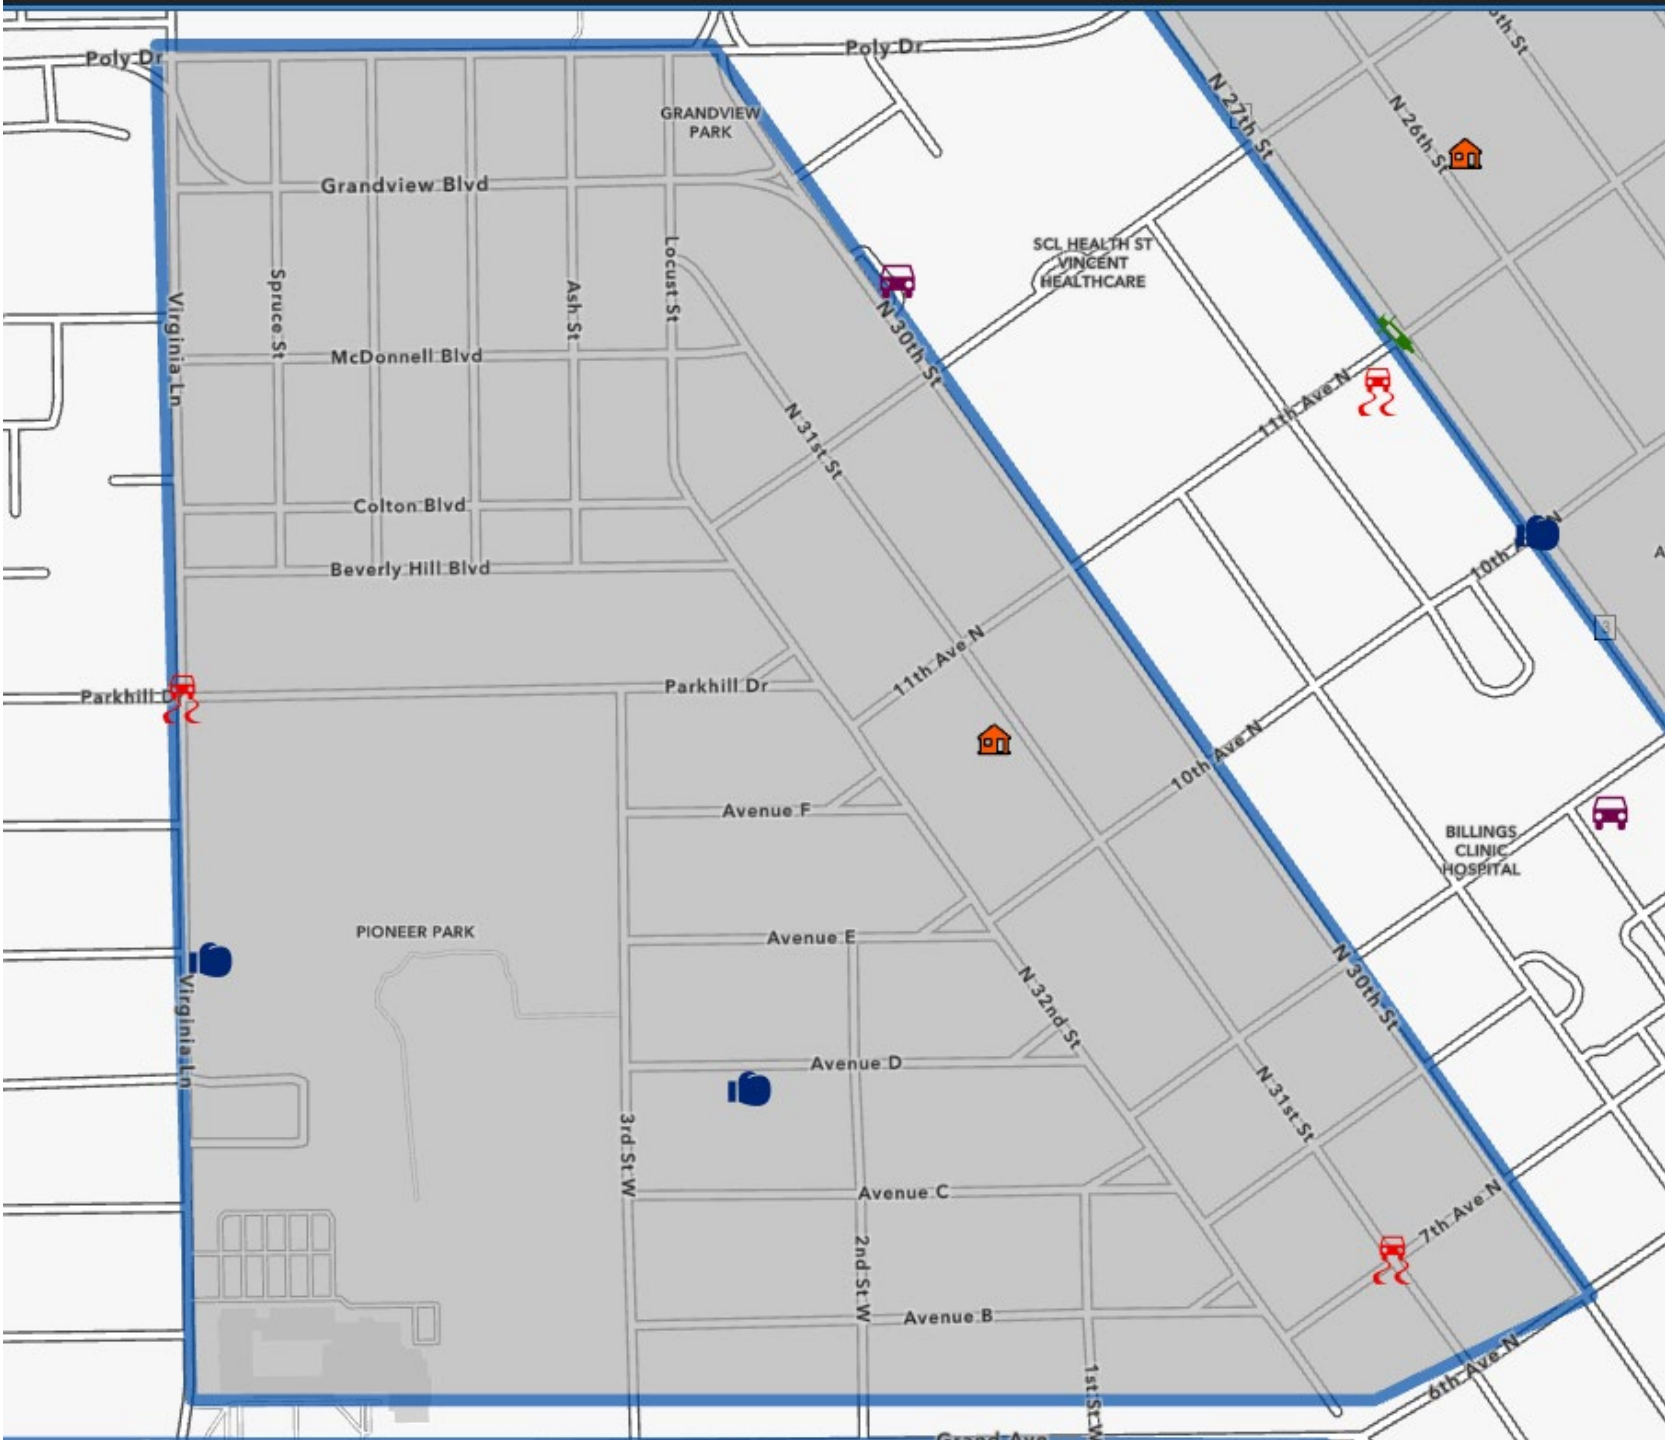 Poly Dr
Poly Dr
GRANDVIEW
PARK
N 27th St
N 26th St
Grandview Blvd
SCL HEALTH ST
VINCENT
HEALTHCARE
Virginia Ln
Spruce St
Ash St
Locust St
N 30th St
McDonnell Blvd
N 31st St
11th Ave N
Colton Blvd
Beverly Hill Blvd
3
11th Ave N
Parkhill D
Parkhill Dr
10th Ave N
Avenue F
BILLINGS
CLINIC
HOSPITAL
PIONEER PARK
Avenue E
N 32nd St
N 30th St
Virginia Ln
Avenue D
N 31st St
3rd St W
Avenue C
7th Ave N
2nd St W
Avenue B
6th Ave N
1st St W
Grand Ave